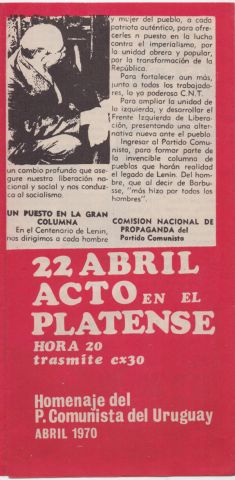 y mujer del pueblo, a cada
patriota auténtico, para ofre-
cerles n puesto en la lucha
contra el imperialismo, por
la unidad obrera y popular,
por la transformación de la
República.
Para fortalecer aun más,
junto a todos los trabajado-
res, la ya poderosa C.N.T.
Para ampliar la unidad de
la izquierda, y desarrollar el
Frente Izquierda de Libera-
ción, presentando una alter-
nativa nueva ante el pueblo
Ingresar al Partido Comu-
nista, para formar parte de
la invencible columna de
pueblos que harán realidad
el legado de Lenin. Del hom-
bre, que al decir de Barbu-
sse, "más hizo por todos los
hombres".
COMISION NACIONAL DE
PROPAGANDA del
Partido Comunista
un cambio profundo que ase-
gure nuestra liberación na-
cional y social y nos conduz-
ca al socialismo.
UN PUESTO EN LA GRAN
COLUMNA
En el Centenario de Lenin,
nos dirigimos a cada hombre
22 ABRIL
ACTO EN EL
PLATENSE
HORA 20
trasmite cx30
Homenaje del
P. Comunista del Uruguay
ABRIL 1970